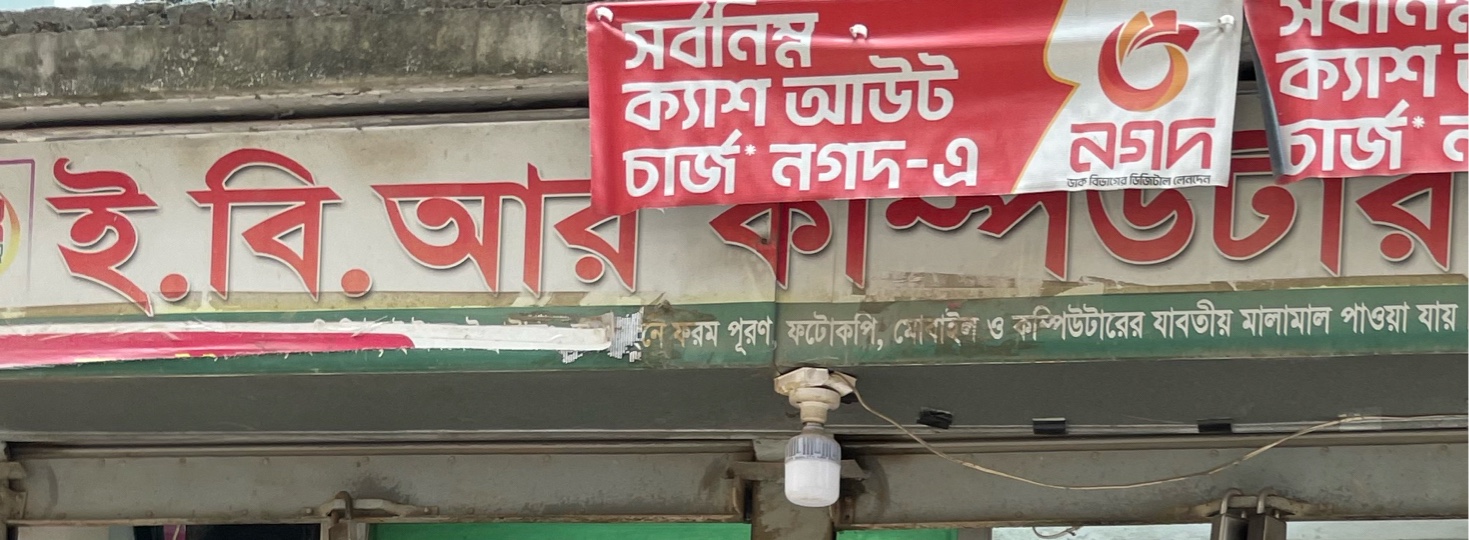 সর্বনিম্ন
ক্যাশ আউট
চার্জ* নগদ-এ
নগদ
ডাক বিভাগের ডিজিটাল লেনদেন
সর্বনিম্ন
ক্যাশ
চার্জ*
ই.বি.আর কম্পিউটার
ফরম পূরণ, ফটোকপি, মোবাইল ও কম্পিউটারের যাবতীয় মালামাল পাওয়া যায়